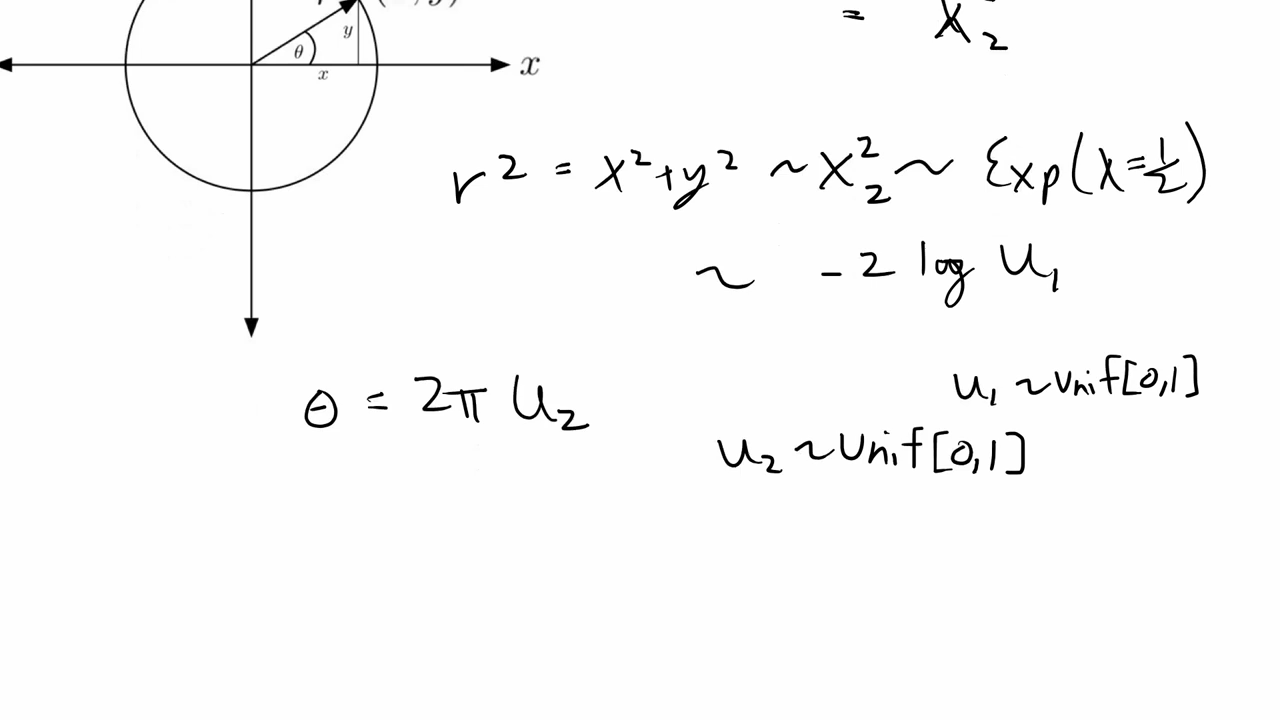 = χ₂
y
θ
x
x
r² = x²+y² ~ χ²₂ ~ Exp(λ=1/2)
~ -2 log U₁
U₁ ~ Unif[0,1]
θ = 2π U₂
U₂ ~ Unif[0,1]